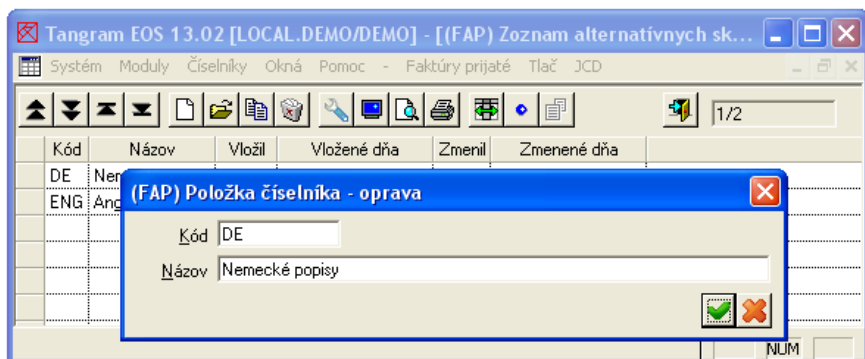 Tangram EOS 13.02 [LOCAL.DEMO/DEMO] - [(FAP) Zoznam alternatívnych sk...
Systém Moduly Číselníky Okná Pomoc - Faktúry prijaté Tlač JCD
1/2
Kód Názov Vložil Vložené dňa Zmenil Zmenené dňa
DE
ENG
(FAP) Položka číselníka - oprava
Kód DE
Názov Nemecké popisy
NUM